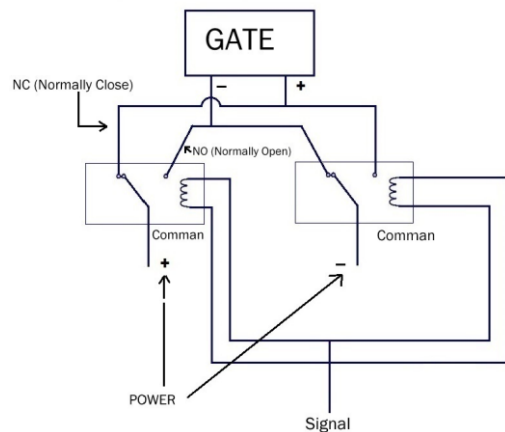 GATE
− +
NC (Normally Close)
NO (Normally Open)
Comman
Comman
+
−
POWER
Signal